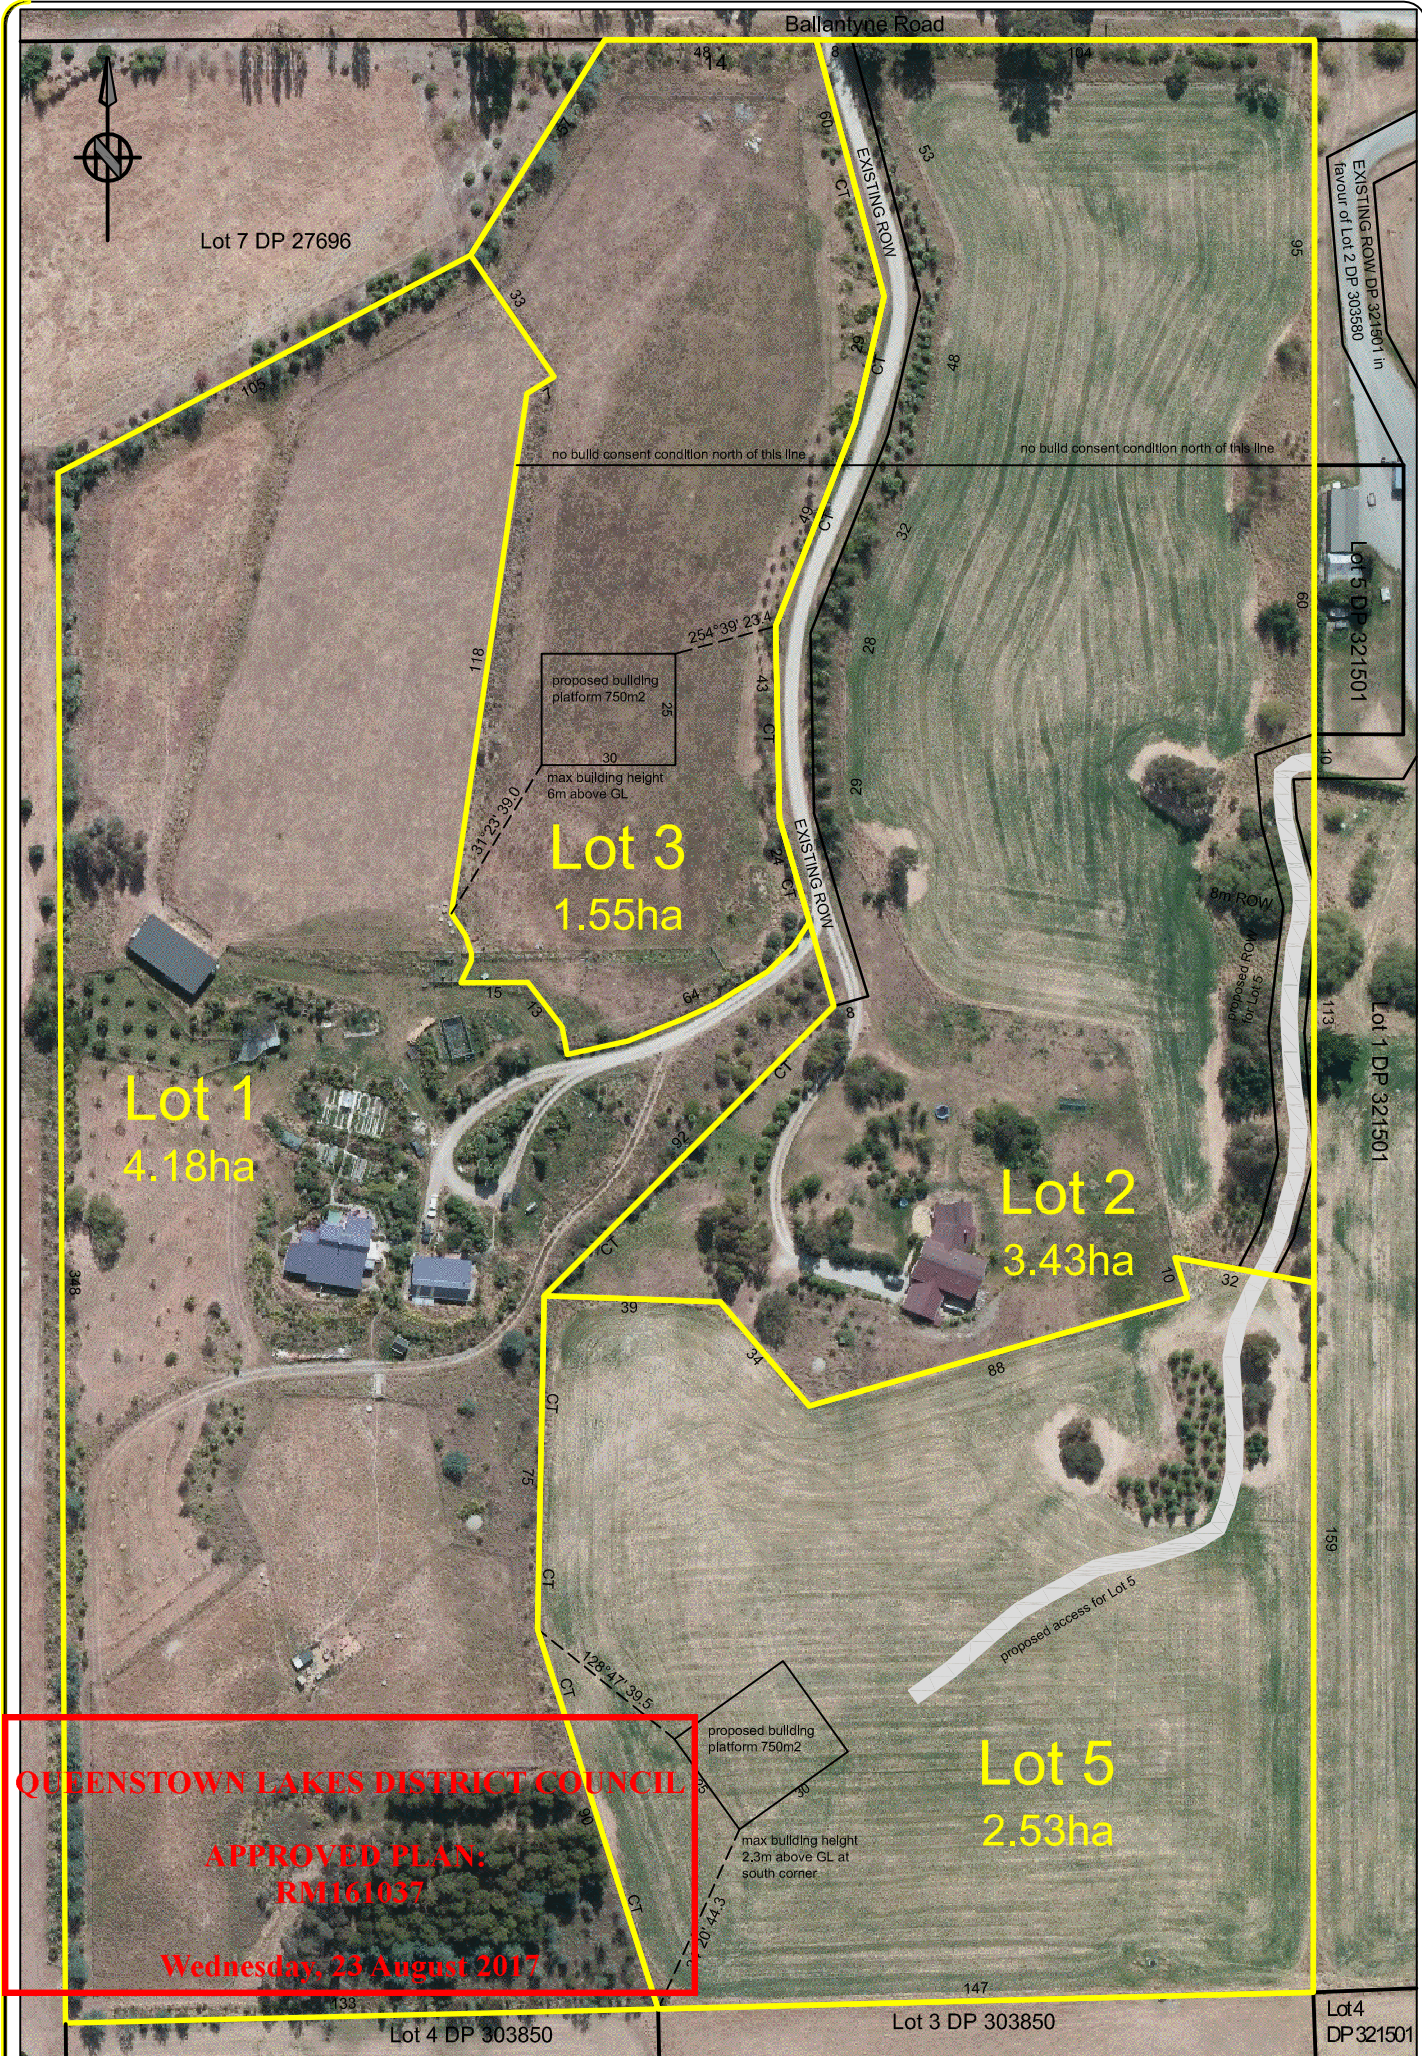 Ballantyne Road
48
14
8
104
57
60
CT
EXISTING ROW
53
95
EXISTING ROW DP 321501 in
favour of Lot 2 DP 303580
Lot 7 DP 27696
33
105
7
29
CT
48
no build consent condition north of this line
no build consent condition north of this line
49
CT
32
Lot 5 DP 321501
60
254°39' 23.4
118
28
43
CT
proposed building
platform 750m2
25
30
max building height
6m above GL
31°23' 39.0
29
10
Lot 3
1.55ha
24
CT
EXISTING ROW
8m ROW
proposed ROW
for Lot 5
15
13
64
8
113
Lot 1 DP 321501
CT
Lot 1
4.18ha
92
CT
Lot 2
3.43ha
348
10
32
39
34
88
CT
75
CT
159
proposed access for Lot 5
128°47' 39.5
CT
proposed building
platform 750m2
25
30
Lot 5
2.53ha
max building height
2.3m above GL at
south corner
QUEENSTOWN LAKES DISTRICT COUNCIL
APPROVED PLAN:
RM161037
Wednesday, 23 August 2017
90
CT
20' 44.3
133
147
Lot 4 DP 303850
Lot 3 DP 303850
Lot4
DP 321501